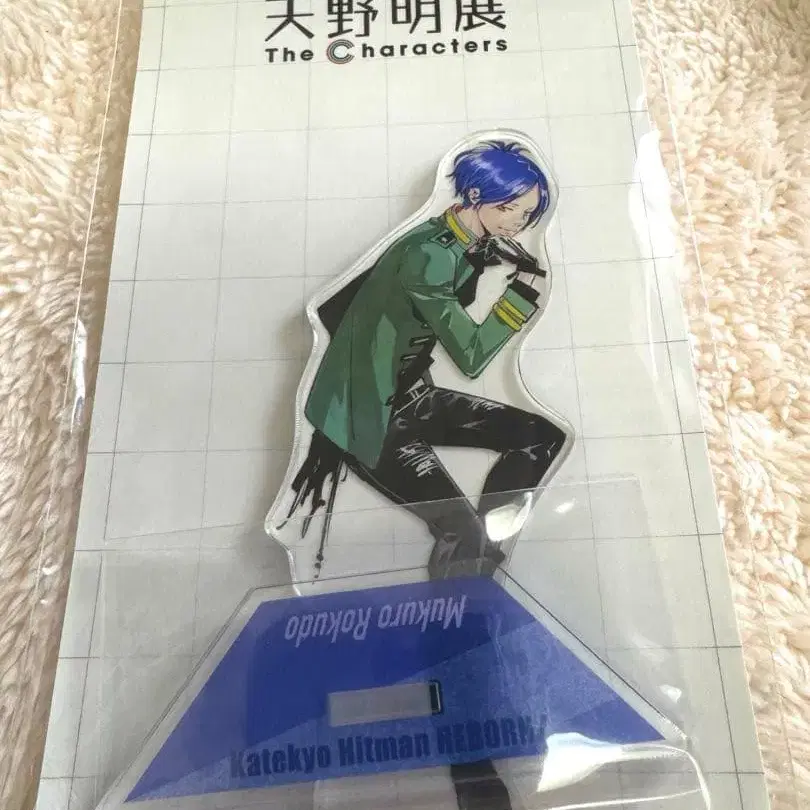 天野明展
The Characters
Mukuro Rokudo
Katekyo Hitman REBORN!